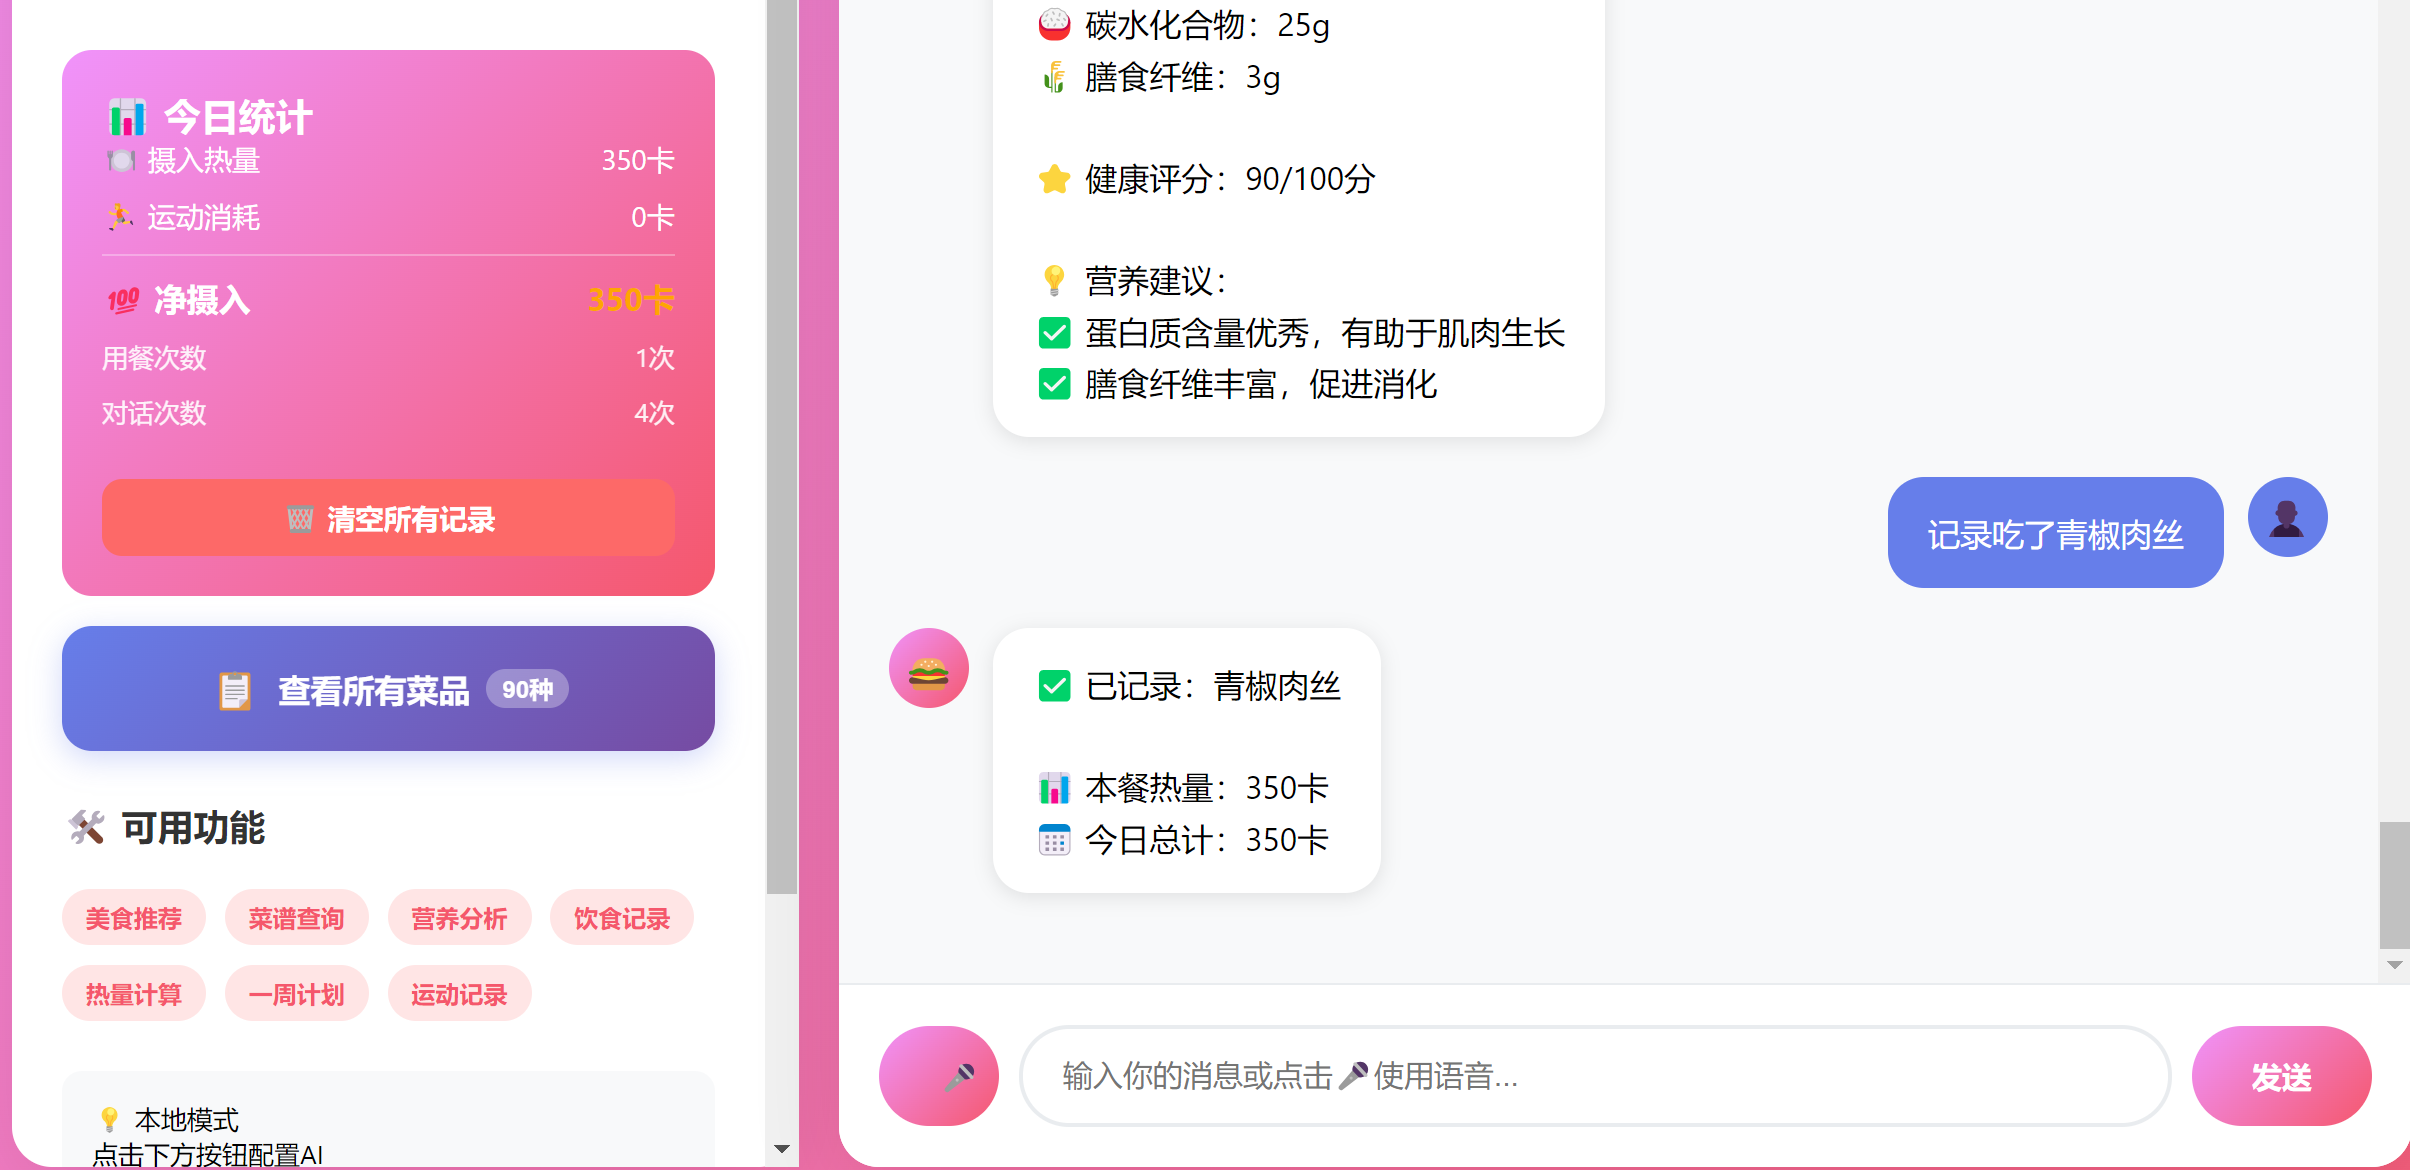 今日统计
摄入热量 350卡
运动消耗 0卡
净摄入 350卡
用餐次数 1次
对话次数 4次
清空所有记录
查看所有菜品 90种
可用功能
美食推荐 菜谱查询 营养分析 饮食记录
热量计算 一周计划 运动记录
本地模式
点击下方按钮配置AI
碳水化合物：25g
膳食纤维：3g
健康评分：90/100分
营养建议：
蛋白质含量优秀，有助于肌肉生长
膳食纤维丰富，促进消化
记录吃了青椒肉丝
已记录：青椒肉丝
本餐热量：350卡
今日总计：350卡
输入你的消息或点击🎤使用语音...
发送